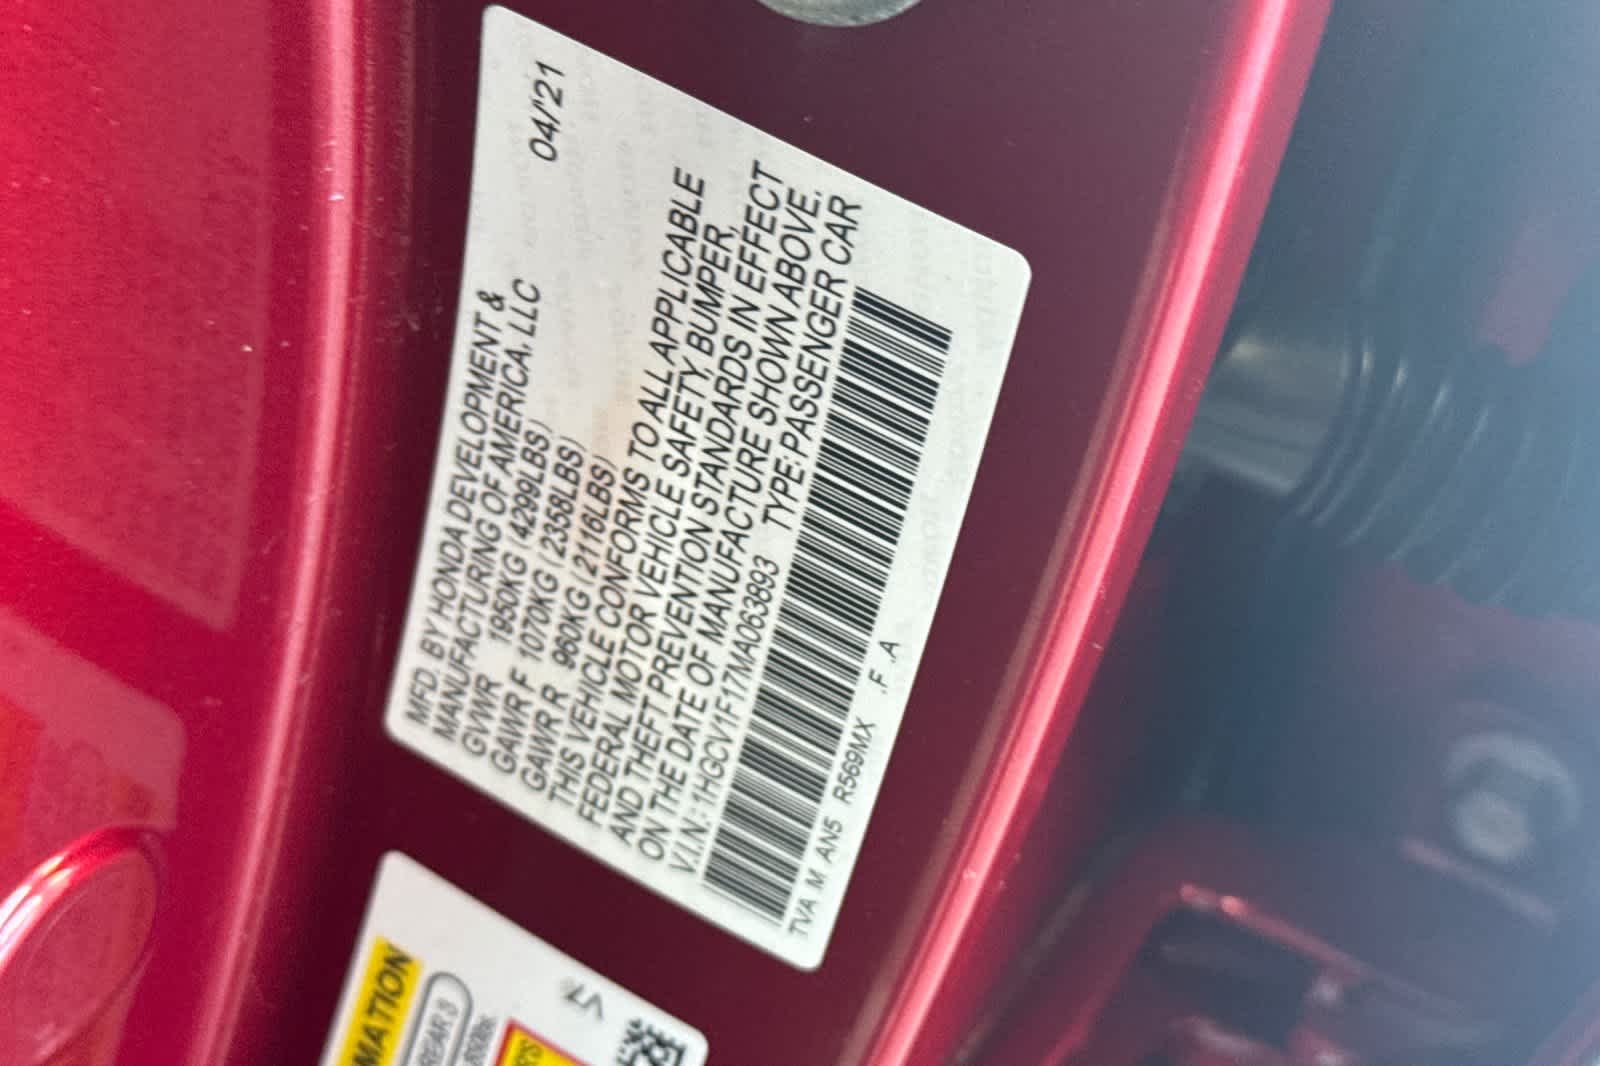 MFD. BY HONDA DEVELOPMENT &
MANUFACTURING OF AMERICA, LLC 04/'21
GVWR 1950KG (4299LBS)
GAWR F 1070KG (2358LBS)
GAWR R 960KG (2116LBS)
THIS VEHICLE CONFORMS TO ALL APPLICABLE
FEDERAL MOTOR VEHICLE SAFETY, BUMPER,
AND THEFT PREVENTION STANDARDS IN EFFECT
ON THE DATE OF MANUFACTURE SHOWN ABOVE.
V.I.N.:1HGCV1F17MA063893 TYPE: PASSENGER CAR
TVA M AN5 R569MX .F .A
MATION
REAR 3